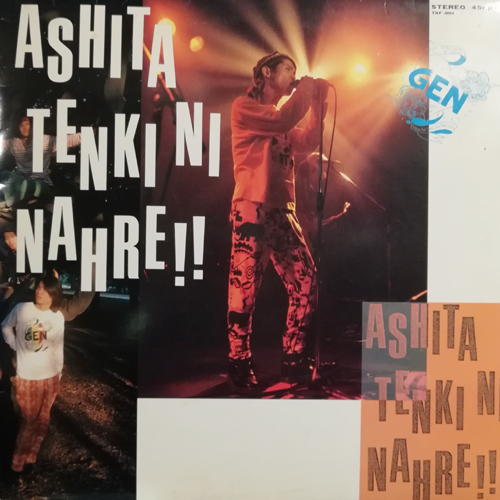 ASHITA
TENKI NI
NAHRE!!
STEREO 45
GEN
GEN
ASHITA
TENKI NI
NAHRE!!